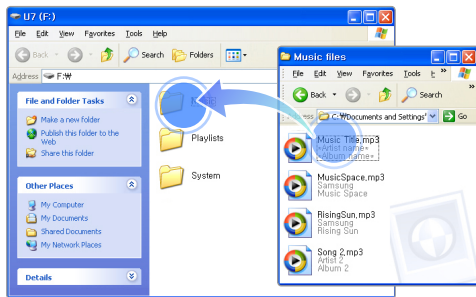 U7 (F:)
File Edit View Favorites Tools Help
Back Search Folders
Address F:₩
File and Folder Tasks
Make a new folder
Publish this folder to the
Web
Share this folder
Other Places
My Computer
My Documents
Shared Documents
My Network Places
Details
Playlists
System
Music files
File Edit View Favorites Tools »
Back Search »
C:₩Documents and Settings' Go
Music Title,mp3
*Artist name*
*Album name*
MusicSpace,mp3
Samsung
Music Space
RisingSun,mp3
Samsung
Rising Sun
Song 2,mp3
Artist 2
Album 2